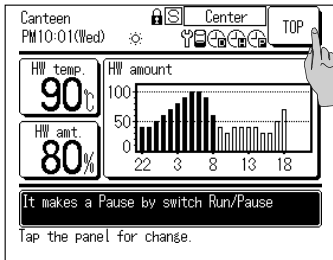 Canteen
S Center
TOP
PM10:01(Wed)
HW temp.
90℃
HW amt.
80%
HW amount
100
50
0
22 3 8 13 18
It makes a Pause by switch Run/Pause
Tap the panel for change.